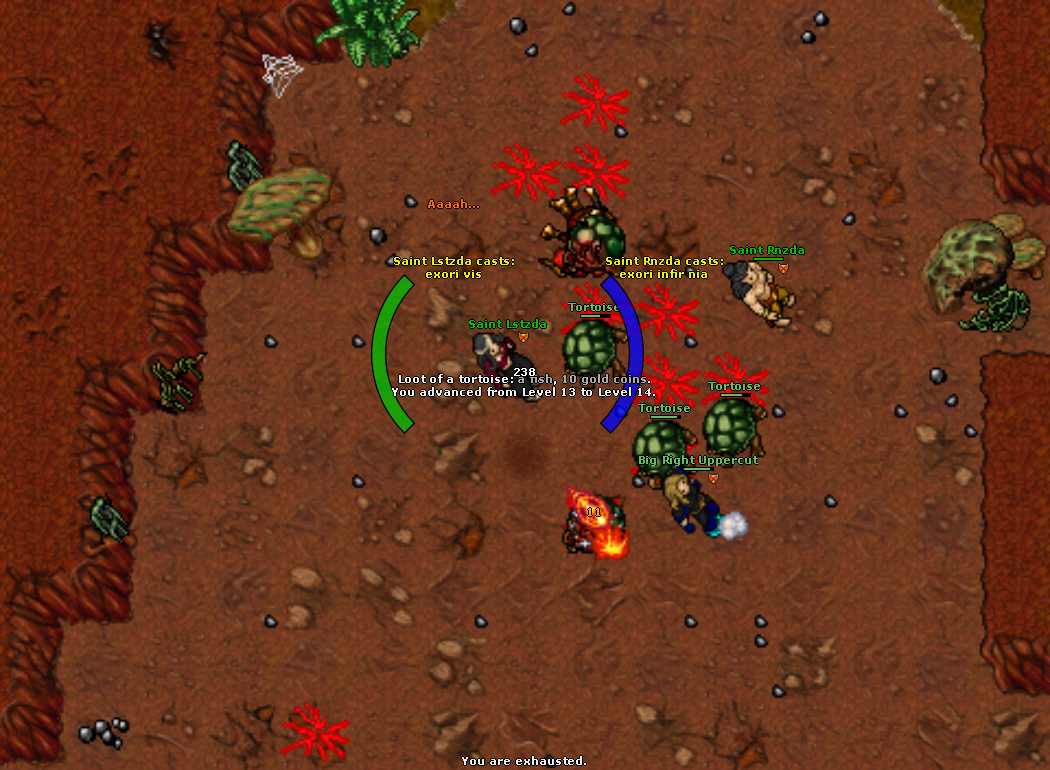 Aaaah...
Saint Rnzda
Saint Lstzda casts:
exori vis
Saint Rnzda casts:
exori infir nia
Tortoise
Saint Lstzda
238
Loot of a tortoise: a fish, 10 gold coins.
You advanced from Level 13 to Level 14.
Tortoise
Tortoise
Big Right Uppercut
11
You are exhausted.